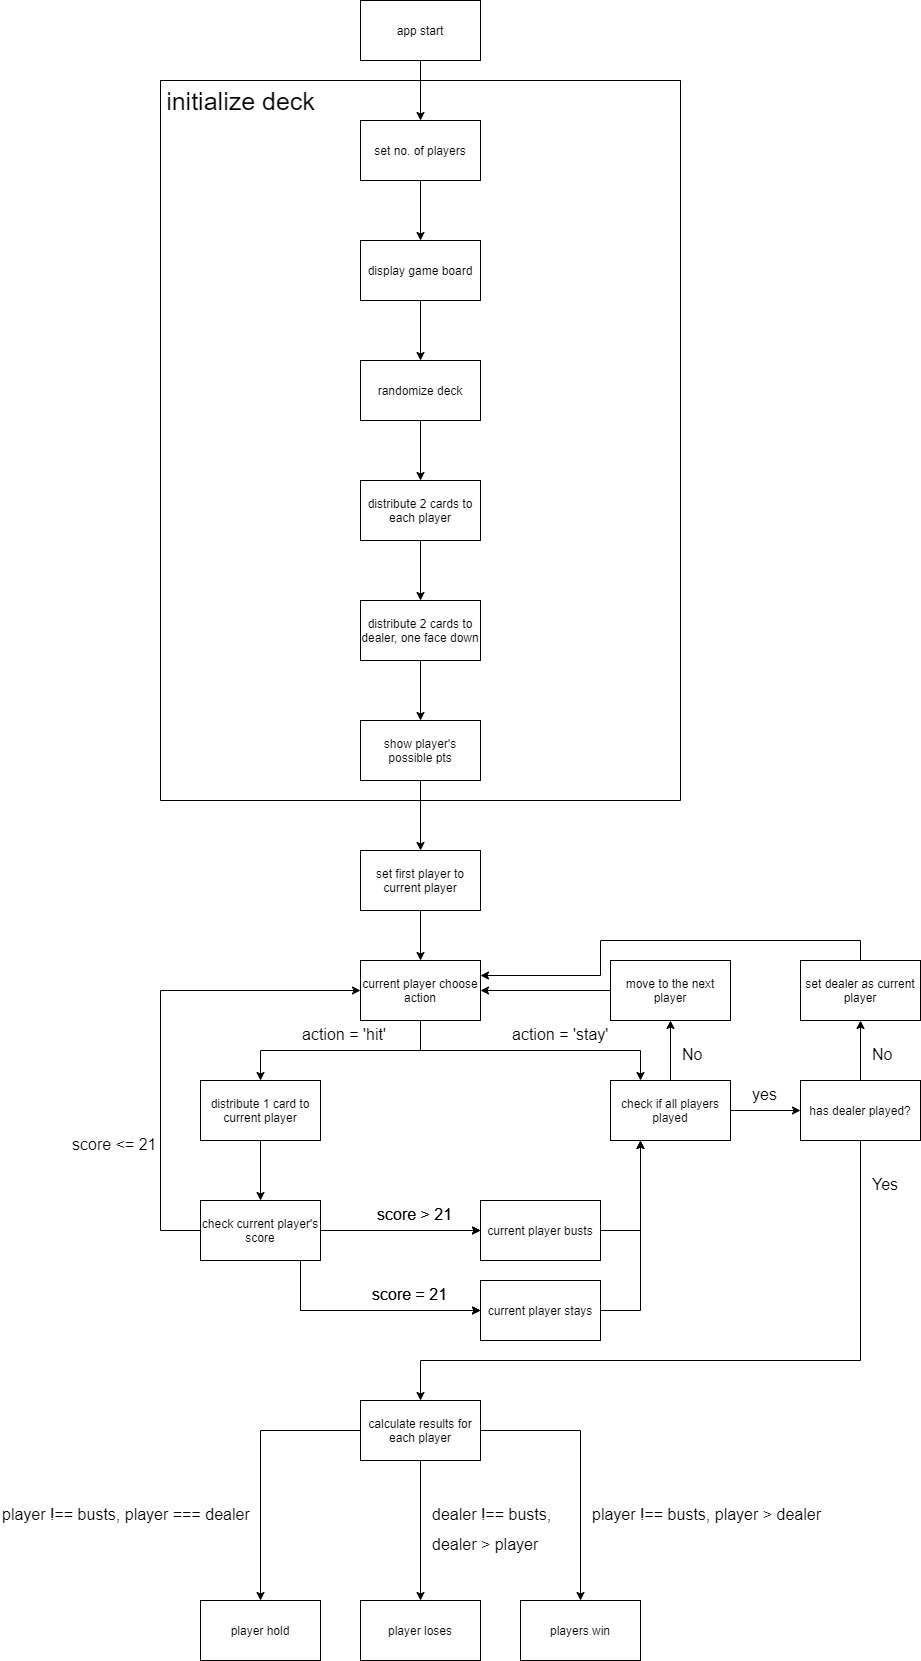 app start
initialize deck
set no. of players
display game board
randomize deck
distribute 2 cards to
each player
distribute 2 cards to
dealer, one face down
show player's
possible pts
set first player to
current player
current player choose
action
move to the next
player
set dealer as current
player
action = 'hit'
action = 'stay'
No
No
distribute 1 card to
current player
check if all players
played
yes
has dealer played?
score <= 21
Yes
check current player's
score
score > 21
current player busts
score = 21
current player stays
calculate results for
each player
player !== busts, player === dealer
dealer !== busts,
dealer > player
player !== busts, player > dealer
player hold
player loses
players win